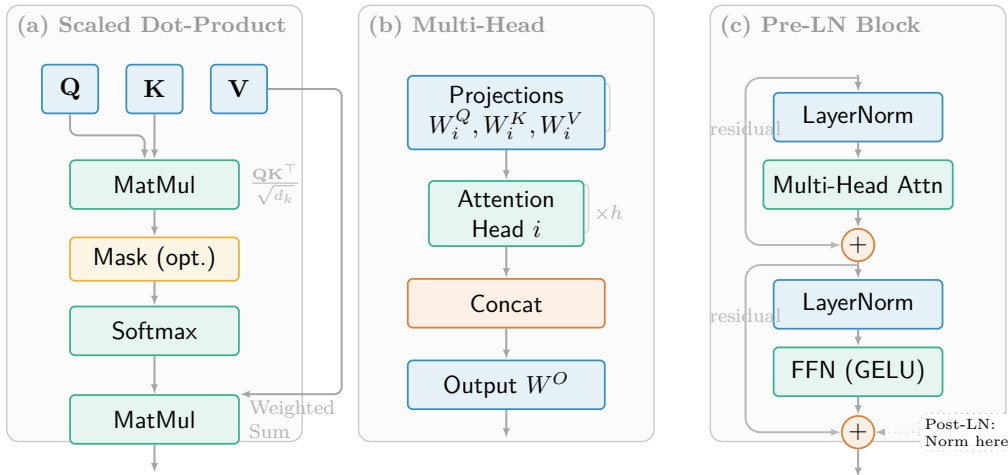 (a) Scaled Dot-Product
Q K V
MatMul
QK⊤
√dk
Mask (opt.)
Softmax
MatMul
Weighted
Sum
(b) Multi-Head
Projections
W_i^Q, W_i^K, W_i^V
Attention
Head i
×h
Concat
Output W^O
(c) Pre-LN Block
LayerNorm
residual
Multi-Head Attn
+
LayerNorm
residual
FFN (GELU)
+
Post-LN:
Norm here